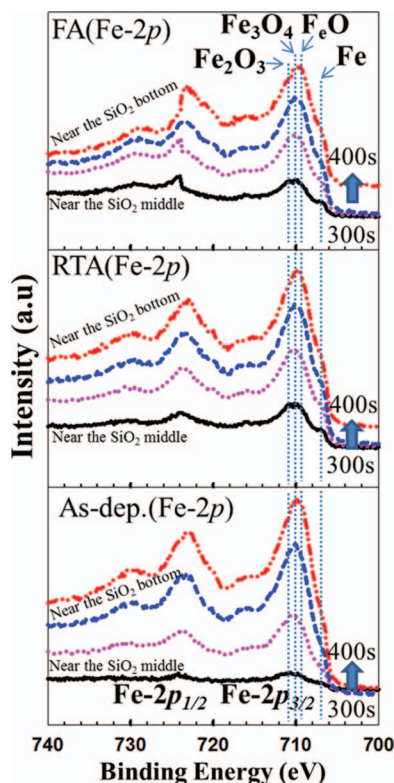 FA(Fe-2p)
Fe3O4 FeO
Fe2O3 Fe
Near the SiO2 bottom
400s
Near the SiO2 middle
300s
RTA(Fe-2p)
Near the SiO2 bottom
400s
Near the SiO2 middle
300s
As-dep.(Fe-2p)
Near the SiO2 bottom
400s
Near the SiO2 middle
300s
Fe-2p1/2 Fe-2p3/2
Intensity (a.u)
740 730 720 710 700
Binding Energy (eV)